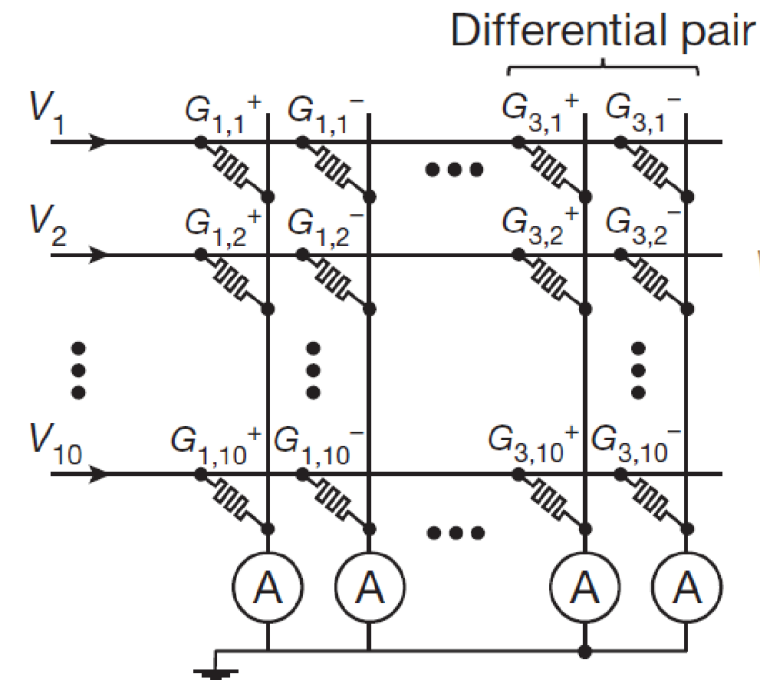 Differential pair
V1 G1,1+ G1,1− G3,1+ G3,1−
V2 G1,2+ G1,2− G3,2+ G3,2−
V10 G1,10+ G1,10− G3,10+ G3,10−
A A A A